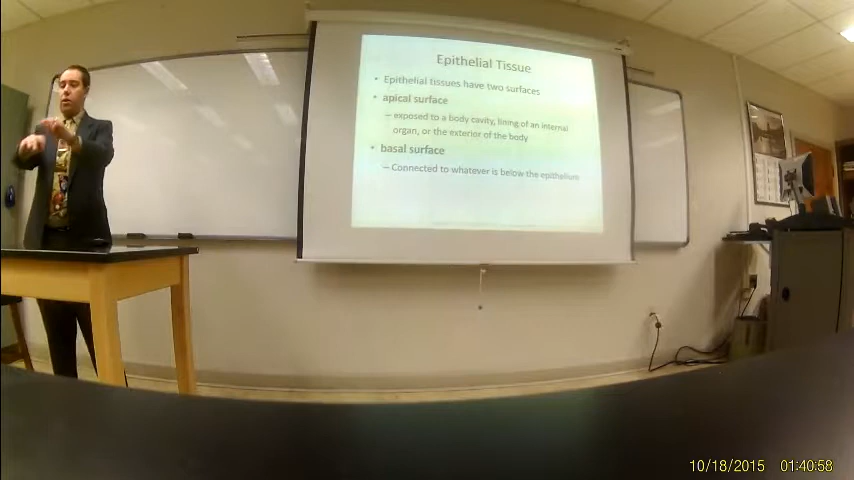 Epithelial Tissue
• Epithelial tissues have two surfaces
• apical surface
– exposed to a body cavity, lining of an internal
organ, or the exterior of the body
• basal surface
– Connected to whatever is below the epithelium
10/18/2015 01:40:58